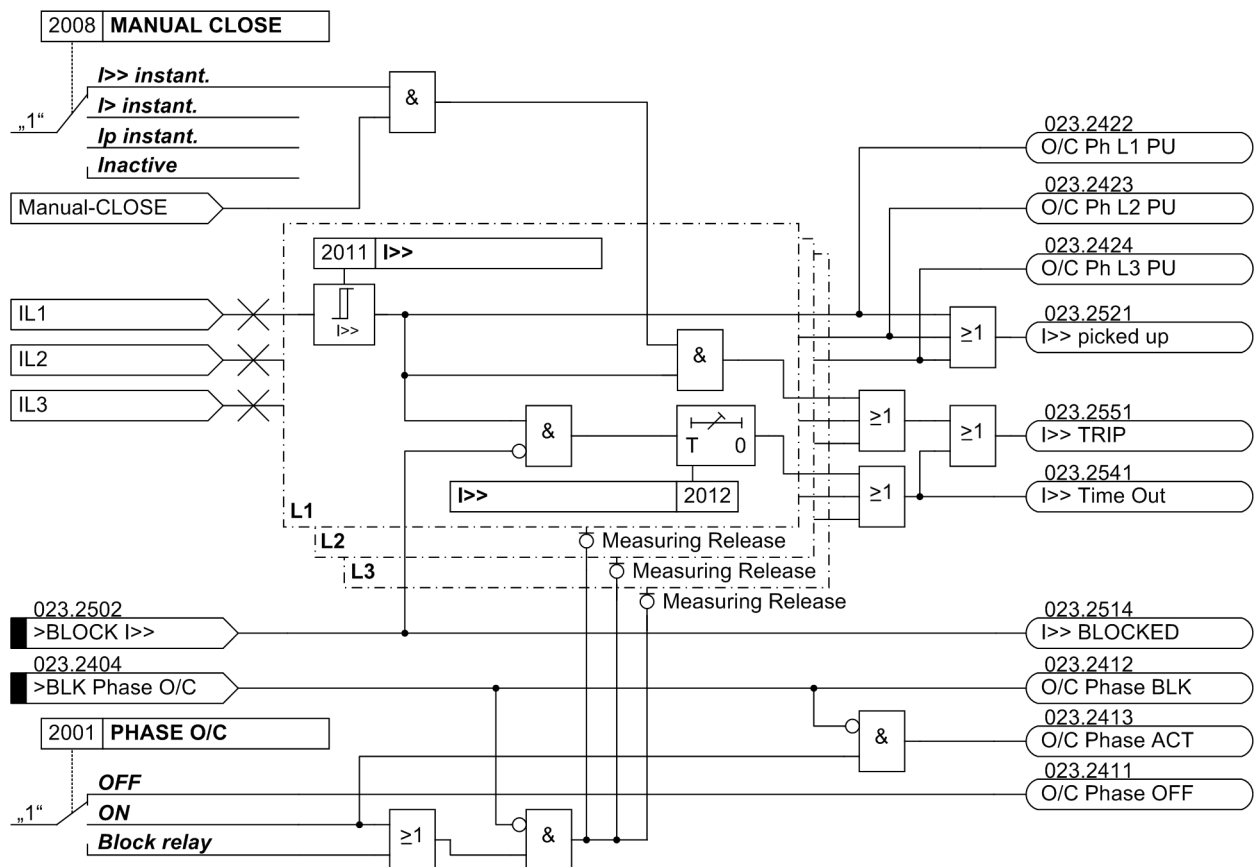 2008 MANUAL CLOSE
I>> instant.
I> instant.
Ip instant.
Inactive
„1“
Manual-CLOSE
&
2011 I>>
I>>
IL1
IL2
IL3
&
&
T 0
I>> 2012
L1
L2
L3
Measuring Release
Measuring Release
Measuring Release
≥1
≥1
≥1
≥1
023.2422
O/C Ph L1 PU
023.2423
O/C Ph L2 PU
023.2424
O/C Ph L3 PU
023.2521
I>> picked up
023.2551
I>> TRIP
023.2541
I>> Time Out
023.2502
>BLOCK I>>
023.2514
I>> BLOCKED
023.2404
>BLK Phase O/C
023.2412
O/C Phase BLK
2001 PHASE O/C
&
023.2413
O/C Phase ACT
OFF
023.2411
O/C Phase OFF
„1“
ON
Block relay
≥1
&